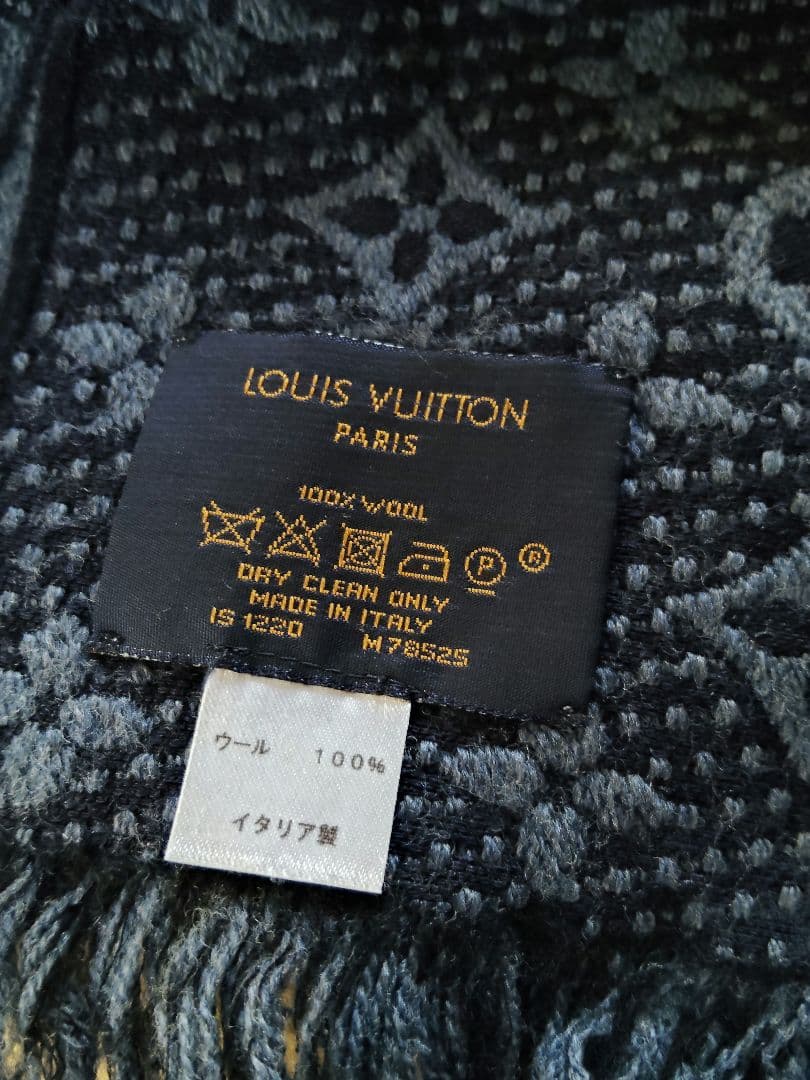 LOUIS VUITTON
PARIS
100% WOOL
P ®
DRY CLEAN ONLY
MADE IN ITALY
IS 1220 M78525
ウール 100%
イタリア製